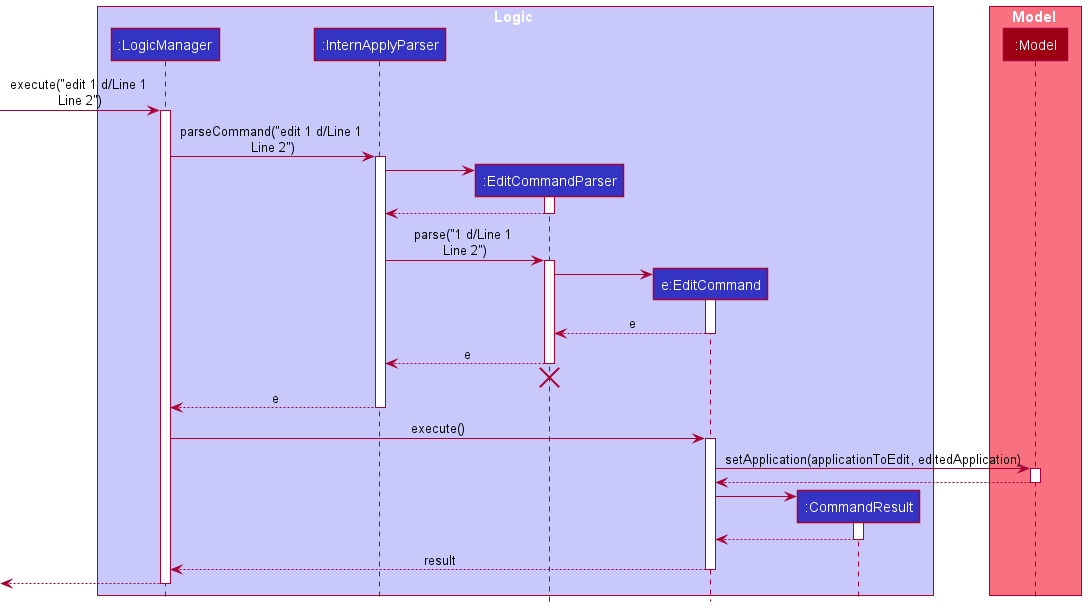 Logic
Model
:LogicManager
:InternApplyParser
:Model
execute("edit 1 d/Line 1
Line 2")
parseCommand("edit 1 d/Line 1
Line 2")
:EditCommandParser
parse("1 d/Line 1
Line 2")
e:EditCommand
e
e
e
execute()
setApplication(applicationToEdit, editedApplication)
:CommandResult
result